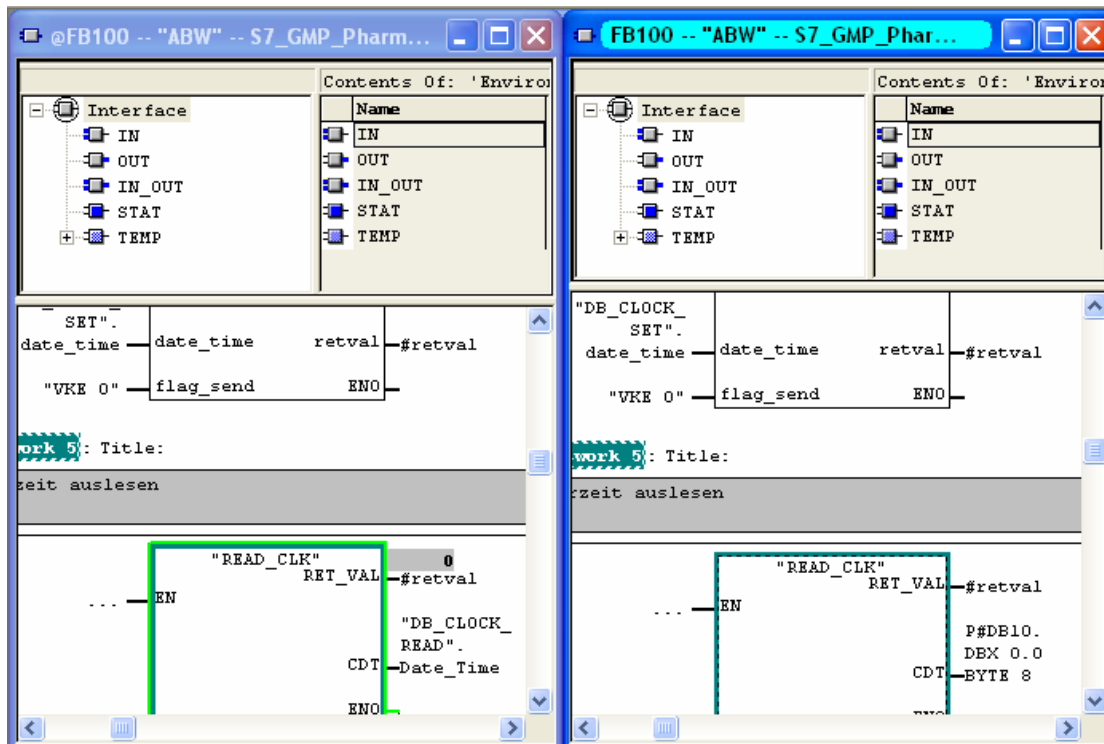 @FB100 -- "ABW" -- S7_GMP_Pharm...
Contents Of: 'Enviro
Interface
Name
IN
IN
OUT
OUT
IN_OUT
IN_OUT
STAT
STAT
TEMP
TEMP
SET".
date_time
date_time
retval
#retval
"VKE 0"
flag_send
ENO
work 5: Title:
zeit auslesen
"READ_CLK"
0
RET_VAL
#retval
...
EN
"DB_CLOCK_
READ".
CDT
Date_Time
ENO
FB100 -- "ABW" -- S7_GMP_Phar...
Contents Of: 'Enviro
Interface
Name
IN
IN
OUT
OUT
IN_OUT
IN_OUT
STAT
STAT
TEMP
TEMP
"DB_CLOCK_
SET".
date_time
date_time
retval
#retval
"VKE 0"
flag_send
ENO
work 5: Title:
rzeit auslesen
"READ_CLK"
RET_VAL
#retval
...
EN
P#DB10.
DBX 0.0
CDT
BYTE 8